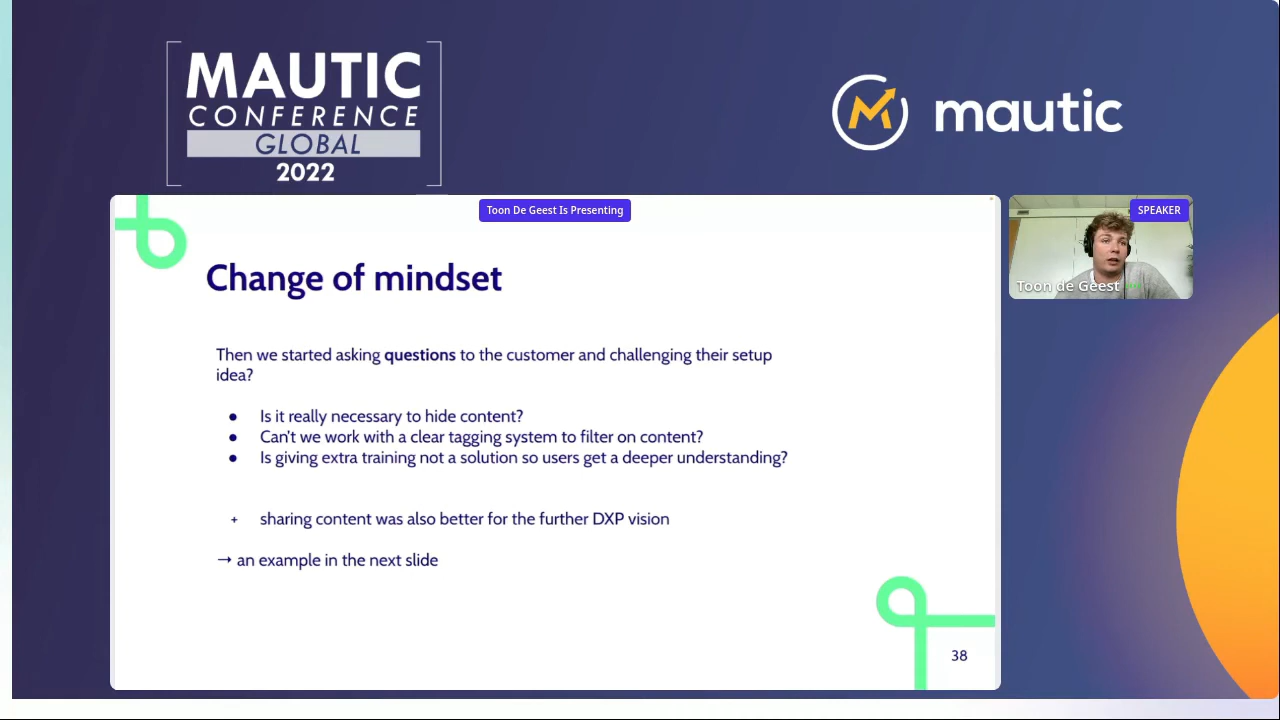 MAUTIC
CONFERENCE
GLOBAL
2022
mautic
Toon De Geest Is Presenting
SPEAKER
Toon de Geest
Change of mindset
Then we started asking questions to the customer and challenging their setup
idea?
● Is it really necessary to hide content?
● Can't we work with a clear tagging system to filter on content?
● Is giving extra training not a solution so users get a deeper understanding?
+ sharing content was also better for the further DXP vision
→ an example in the next slide
38